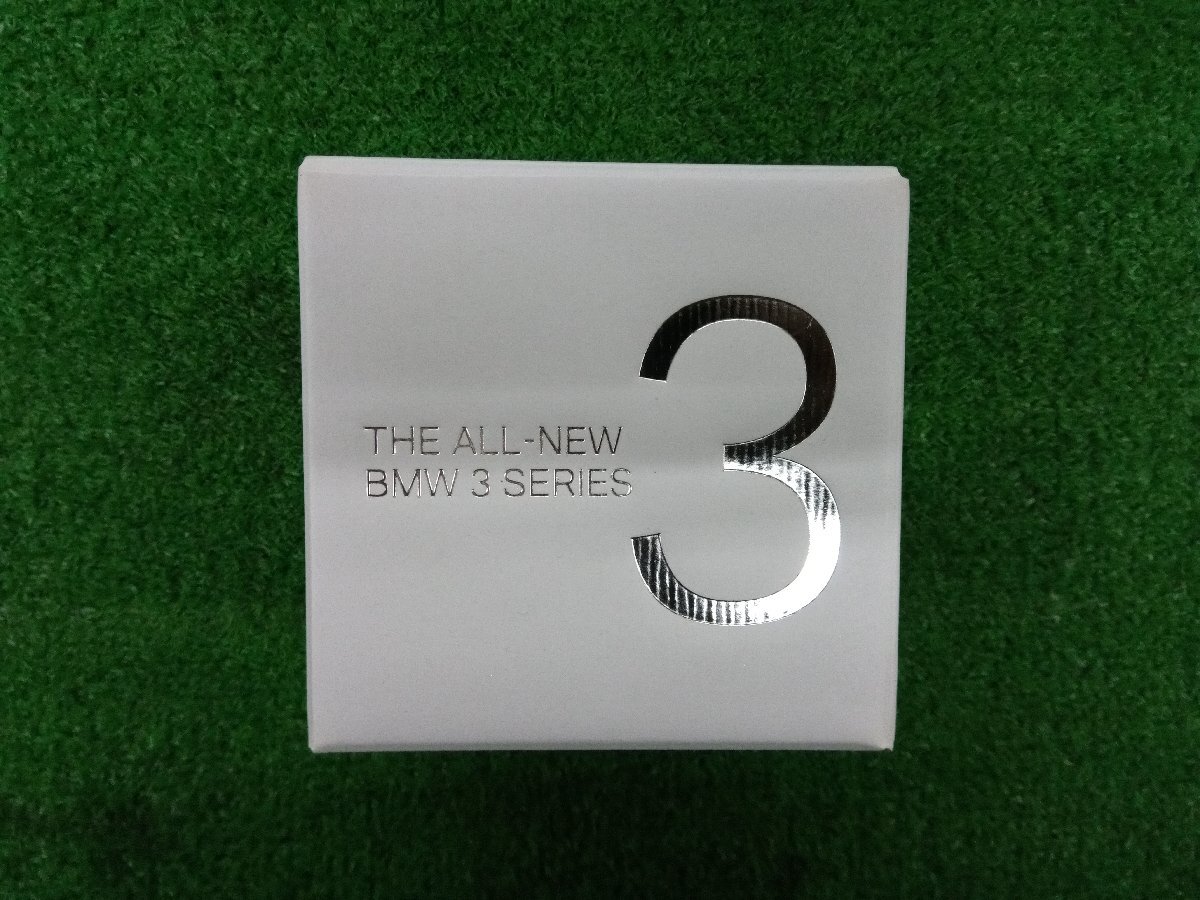 THE ALL-NEW
BMW 3 SERIES
3